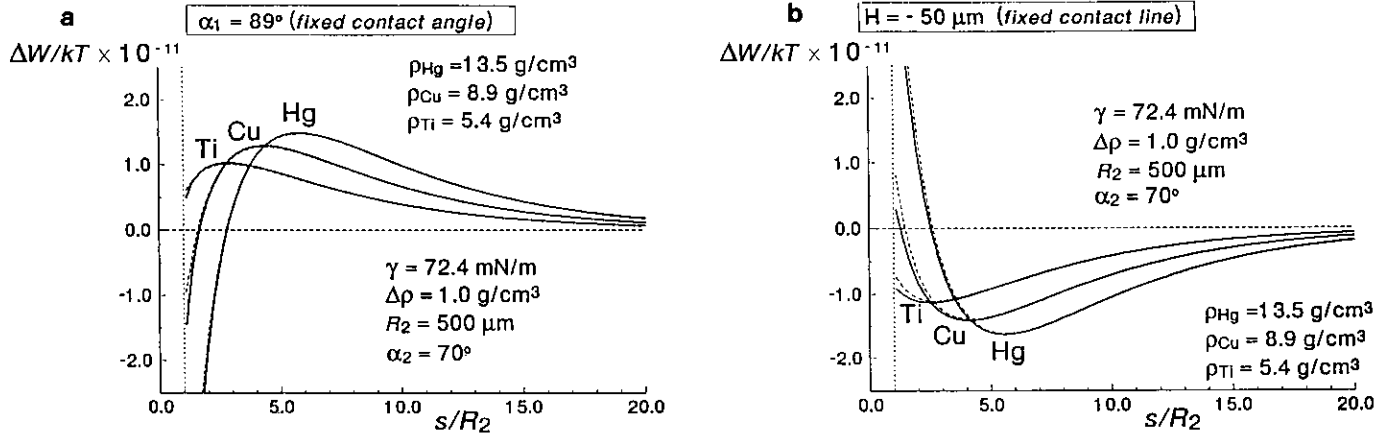 a
α₁ = 89° (fixed contact angle)
ΔW/kT × 10⁻¹¹
ρHg =13.5 g/cm³
ρCu = 8.9 g/cm³
ρTi = 5.4 g/cm³
2.0
1.0
0.0
-1.0
-2.0
Ti
Cu
Hg
γ = 72.4 mN/m
Δρ = 1.0 g/cm³
R₂ = 500 μm
α₂ = 70°
0.0 5.0 10.0 15.0 20.0
s/R₂
b
H = - 50 μm (fixed contact line)
ΔW/kT × 10⁻¹¹
γ = 72.4 mN/m
Δρ = 1.0 g/cm³
R₂ = 500 μm
α₂ = 70°
2.0
1.0
0.0
-1.0
-2.0
Ti
Cu
Hg
ρHg =13.5 g/cm³
ρCu = 8.9 g/cm³
ρTi = 5.4 g/cm³
0.0 5.0 10.0 15.0 20.0
s/R₂